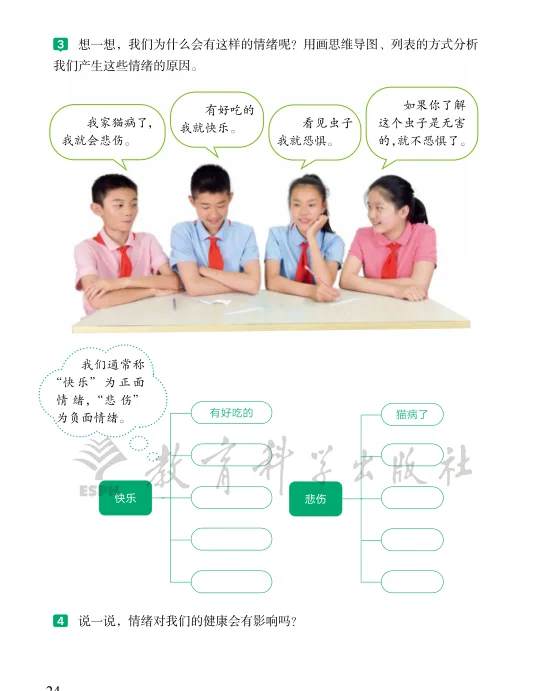 3 想一想，我们为什么会有这样的情绪呢？用画思维导图、列表的方式分析
我们产生这些情绪的原因。
我家猫病了，
我就会悲伤。
有好吃的
我就快乐。
看见虫子
我就恐惧。
如果你了解
这个虫子是无害
的，就不恐惧了。
我们通常称
“快乐”为正面
情绪，“悲伤”
为负面情绪。
快乐
有好吃的
悲伤
猫病了
ESPH 教育科学出版社
4 说一说，情绪对我们的健康会有影响吗？
24